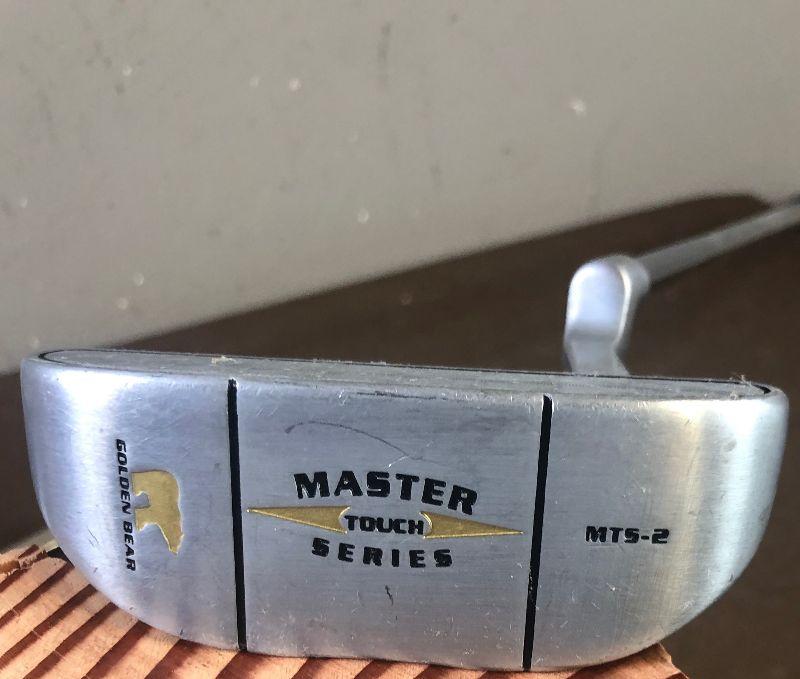 GOLDEN BEAR
MASTER
TOUCH
SERIES
MTS-2